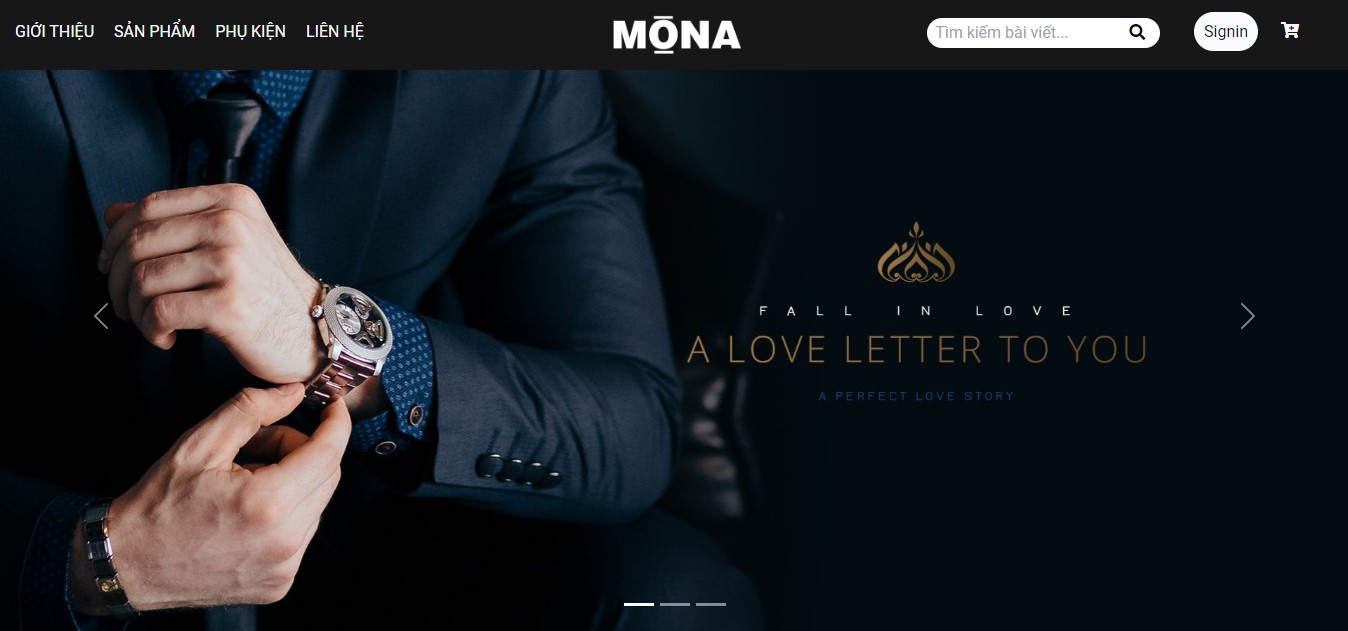 GIỚI THIỆU SẢN PHẨM PHỤ KIỆN LIÊN HỆ MŌNA Tìm kiếm bài viết... Signin
FALL IN LOVE
A LOVE LETTER TO YOU
A PERFECT LOVE STORY